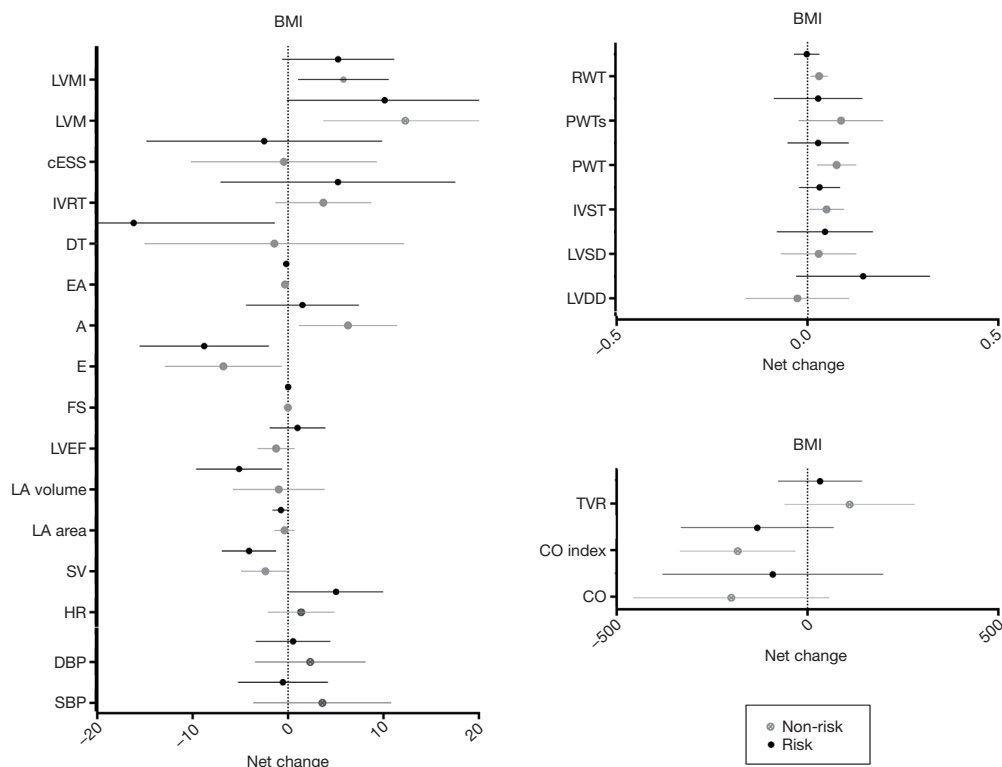 BMI
LVMI
LVM
cESS
IVRT
DT
EA
A
E
FS
LVEF
LA volume
LA area
SV
HR
DBP
SBP
−20
−10
0
10
20
Net change
BMI
RWT
PWTs
PWT
IVST
LVSD
LVDD
−0.5
0.0
0.5
Net change
BMI
TVR
CO index
CO
−500
0
500
Net change
Non-risk
Risk